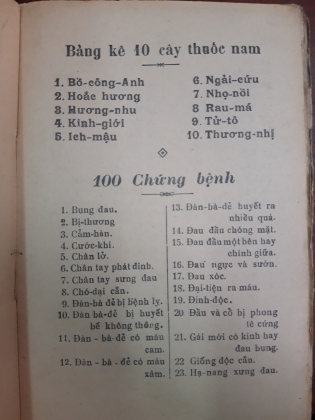 Bảng kê 10 cây thuốc nam
1. Bồ-công-Anh
2. Hoắc hương
3. Hương-nhu
4. Kinh-giới
5. Ich-mậu
6. Ngải-cứu
7. Nhọ-nồi
8. Rau-má
9. Tử-tô
10. Thương-nhị
100 Chứng bệnh
1. Bung đau.
2. Bị-thương
3. Cảm-hàn.
4. Cước-khí.
5. Chân lở.
6. Chân tay phát đinh.
7. Chân tay sưng đau
8. Chó-dại cắn.
9. Đàn-bà đẻ bị bệnh lỵ.
10. Đàn-bà đẻ bị huyết
bế không thông.
11. Đàn-bà-đẻ có máu
cam.
12. Đàn-bà-đẻ có máu
xâm.
13. Đàn-bà-đẻ huyết ra
nhiều quá.
14. Đau đầu chóng mặt.
15. Đau đầu một bên hay
chính giữa.
16. Đau ngực và sườn.
17. Đau xóc.
18. Đại-tiện ra máu.
19. Đinh-độc.
20. Đầu và cổ bị phong
tê cứng
21. Gái mới có kinh hay
đau bung.
22. Giống độc cắn.
23. Hạ-nang xưng đau.